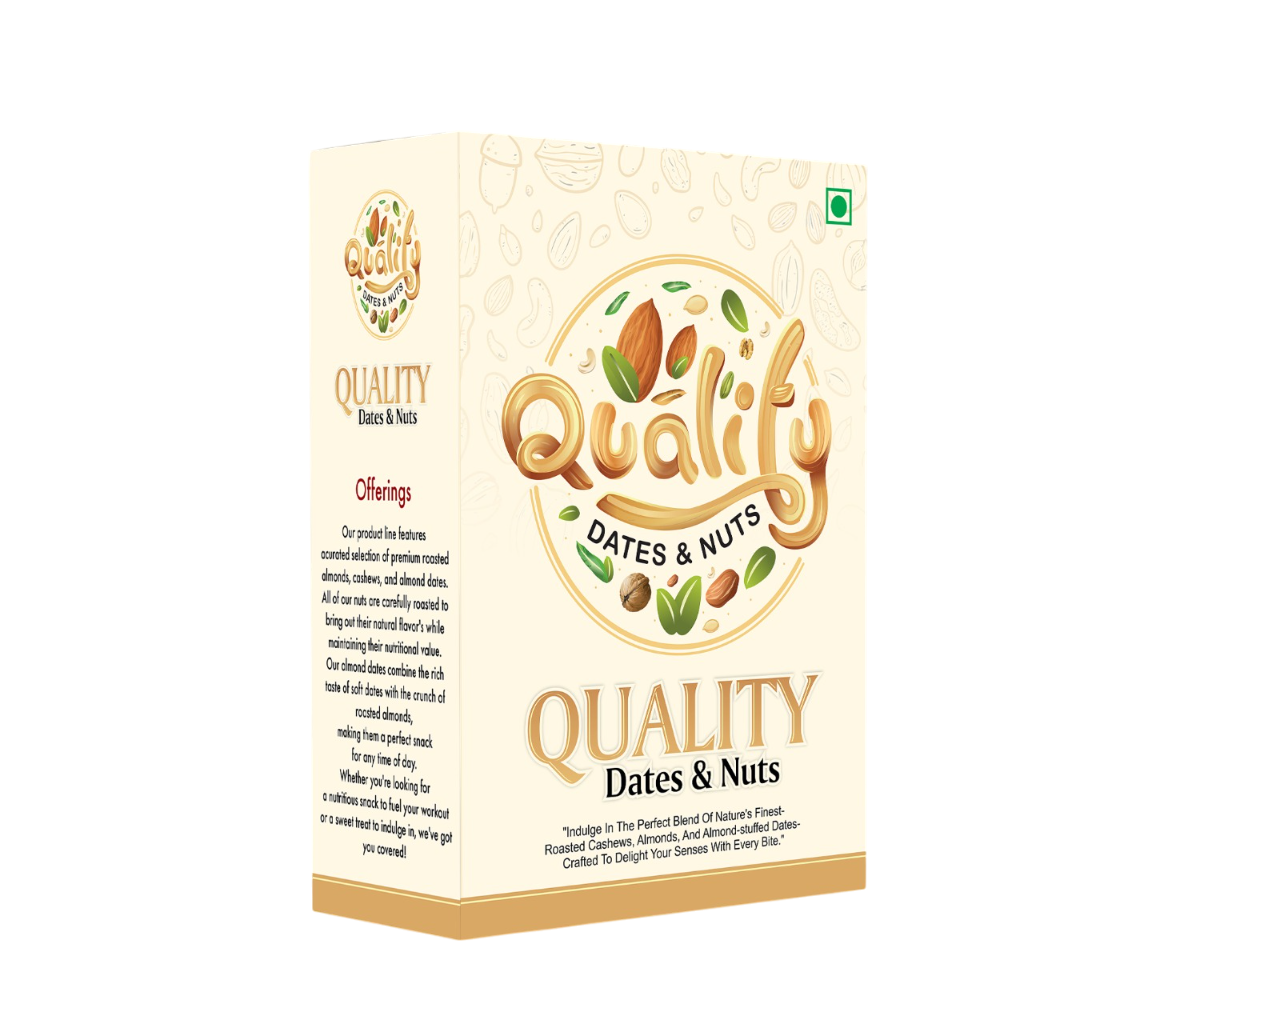 Quality
DATES & NUTS
QUALITY
Dates & Nuts
Offerings
Our product line features
acurated selection of premium roasted
almonds, cashews, and almond dates.
All of our nuts are carefully roasted to
bring out their natural flavor's while
maintaining their nutritional value.
Our almond dates combine the rich
taste of soft dates with the crunch of
roasted almonds,
making them a perfect snack
for any time of day.
Whether you're looking for
a nutritious snack to fuel your workout
or a sweet treat to indulge in, we've got
you covered!
Quality
DATES & NUTS
QUALITY
Dates & Nuts
"Indulge In The Perfect Blend Of Nature's Finest-
Roasted Cashews, Almonds, And Almond-stuffed Dates-
Crafted To Delight Your Senses With Every Bite."